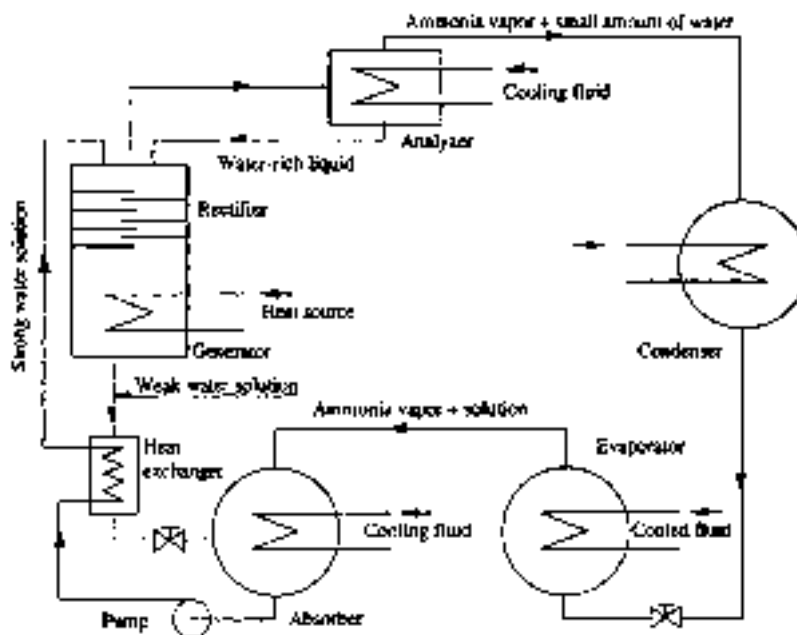 Ammonia vapor + small amount of water
Cooling fluid
Analyzer
Water-rich liquid
Rectifier
Strong water solution
Heat source
Generator
Condenser
Weak water solution
Ammonia vapor + solution
Heat
exchanger
Evaporator
Cooling fluid
Cooled fluid
Pump
Absorber